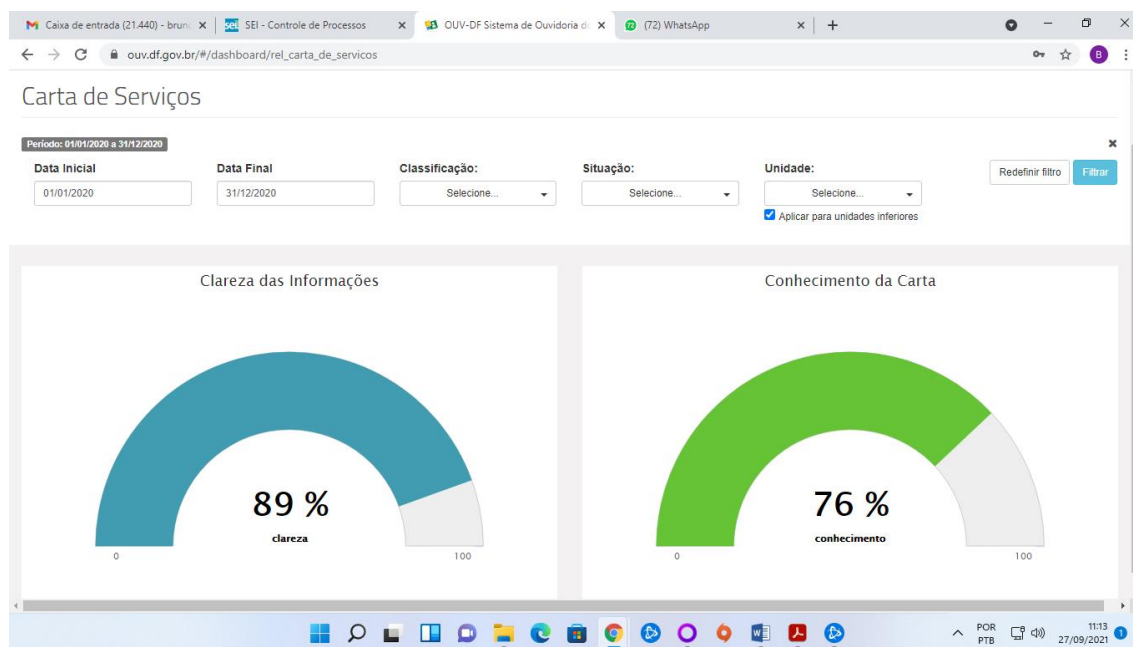 Caixa de entrada (21.440) - brunc
SEI - Controle de Processos
OUV-DF Sistema de Ouvidoria do
(72) WhatsApp
ouv.df.gov.br/#/dashboard/rel_carta_de_servicos
B
Carta de Serviços
Período: 01/01/2020 a 31/12/2020
Data Inicial Data Final Classificação: Situação: Unidade:
01/01/2020 31/12/2020 Selecione... Selecione... Selecione... Redefinir filtro Filtrar
Aplicar para unidades inferiores
Clareza das Informações
89 %
clareza
0 100
Conhecimento da Carta
76 %
conhecimento
0 100
POR
PTB
11:13
27/09/2021
1